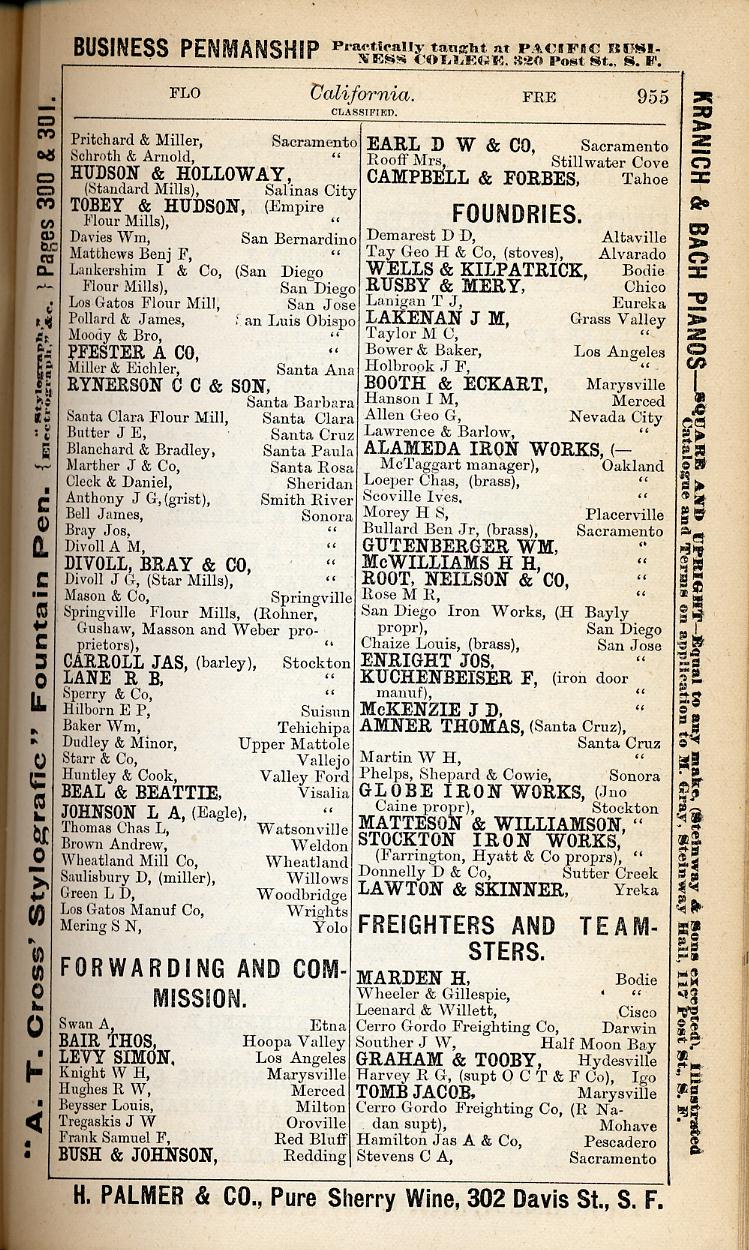 BUSINESS PENMANSHIP Practically taught at PACIFIC BUSI-
NESS COLLEGE, 320 Post St., S. F.
FLO California. FRE 955
CLASSIFIED.
Pritchard & Miller, Sacramento
Schroth & Arnold, "
HUDSON & HOLLOWAY,
(Standard Mills), Salinas City
TOBEY & HUDSON, (Empire
Flour Mills), "
Davies Wm, San Bernardino
Matthews Benj F, "
Lankershim I & Co, (San Diego
Flour Mills), San Diego
Los Gatos Flour Mill, San Jose
Pollard & James, an Luis Obispo
Moody & Bro, "
PFESTER A CO, "
Miller & Eichler, Santa Ana
RYNERSON C C & SON,
Santa Barbara
Santa Clara Flour Mill, Santa Clara
Butter J E, Santa Cruz
Blanchard & Bradley, Santa Paula
Marther J & Co, Santa Rosa
Cleck & Daniel, Sheridan
Anthony J G, (grist), Smith River
Bell James, Sonora
Bray Jos, "
Divoll A M, "
DIVOLL, BRAY & CO, "
Divoll J G, (Star Mills), "
Mason & Co, Springville
Springville Flour Mills, (Rohner,
Gushaw, Masson and Weber pro-
prietors), "
CARROLL JAS, (barley), Stockton
LANE R B, "
Sperry & Co, "
Hilborn E P, Suisun
Baker Wm, Tehichipa
Dudley & Minor, Upper Mattole
Starr & Co, Vallejo
Huntley & Cook, Valley Ford
BEAL & BEATTIE, Visalia
JOHNSON L A, (Eagle), "
Thomas Chas L, Watsonville
Brown Andrew, Weldon
Wheatland Mill Co, Wheatland
Saulisbury D, (miller), Willows
Green L D, Woodbridge
Los Gatos Manuf Co, Wrights
Mering S N, Yolo
FORWARDING AND COM-
MISSION.
Swan A, Etna
BAIR THOS, Hoopa Valley
LEVY SIMON, Los Angeles
Knight W H, Marysville
Hughes R W, Merced
Beysser Louis, Milton
Tregaskis J W Oroville
Frank Samuel F, Red Bluff
BUSH & JOHNSON, Redding
EARL D W & CO, Sacramento
Rooff Mrs, Stillwater Cove
CAMPBELL & FORBES, Tahoe
FOUNDRIES.
Demarest D D, Altaville
Tay Geo H & Co, (stoves), Alvarado
WELLS & KILPATRICK, Bodie
RUSBY & MERY, Chico
Lanigan T J, Eureka
LAKENAN J M, Grass Valley
Taylor M C, "
Bower & Baker, Los Angeles
Holbrook J F, "
BOOTH & ECKART, Marysville
Hanson I M, Merced
Allen Geo G, Nevada City
Lawrence & Barlow, "
ALAMEDA IRON WORKS, (—
McTaggart manager), Oakland
Loeper Chas, (brass), "
Scoville Ives, "
Morey H S, Placerville
Bullard Ben Jr, (brass), Sacramento
GUTENBERGER WM, "
McWILLIAMS H H, "
ROOT, NEILSON & CO, "
Rose M R, "
San Diego Iron Works, (H Bayly
propr), San Diego
Chaize Louis, (brass), San Jose
ENRIGHT JOS, "
KUCHENBEISER F, (iron door
manuf), "
McKENZIE J D, "
AMNER THOMAS, (Santa Cruz),
Santa Cruz
Martin W H, "
Phelps, Shepard & Cowie, Sonora
GLOBE IRON WORKS, (Jno
Caine propr), Stockton
MATTESON & WILLIAMSON, "
STOCKTON IRON WORKS,
(Farrington, Hyatt & Co proprs), "
Donnelly D & Co, Sutter Creek
LAWTON & SKINNER, Yreka
FREIGHTERS AND TEAM-
STERS.
MARDEN H, Bodie
Wheeler & Gillespie, "
Leenard & Willett, Cisco
Cerro Gordo Freighting Co, Darwin
Souther J W, Half Moon Bay
GRAHAM & TOOBY, Hydesville
Harvey R G, (supt O C T & F Co), Igo
TOMB JACOB, Marysville
Cerro Gordo Freighting Co, (R Na-
dan supt), Mohave
Hamilton Jas A & Co, Pescadero
Stevens C A, Sacramento
H. PALMER & CO., Pure Sherry Wine, 302 Davis St., S. F.
"A. T. Cross' Stylografic" Fountain Pen. { "Stylograph," Electrograph," &c. } Pages 300 & 301.
KRANICH & BACH PIANOS—SQUARE AND UPRIGHT—Equal to any make, (Steinway & Sons excepted). Illustrated
Catalogue and Terms on application to M. Gray, Steinway Hall, 117 Post St., S. F.